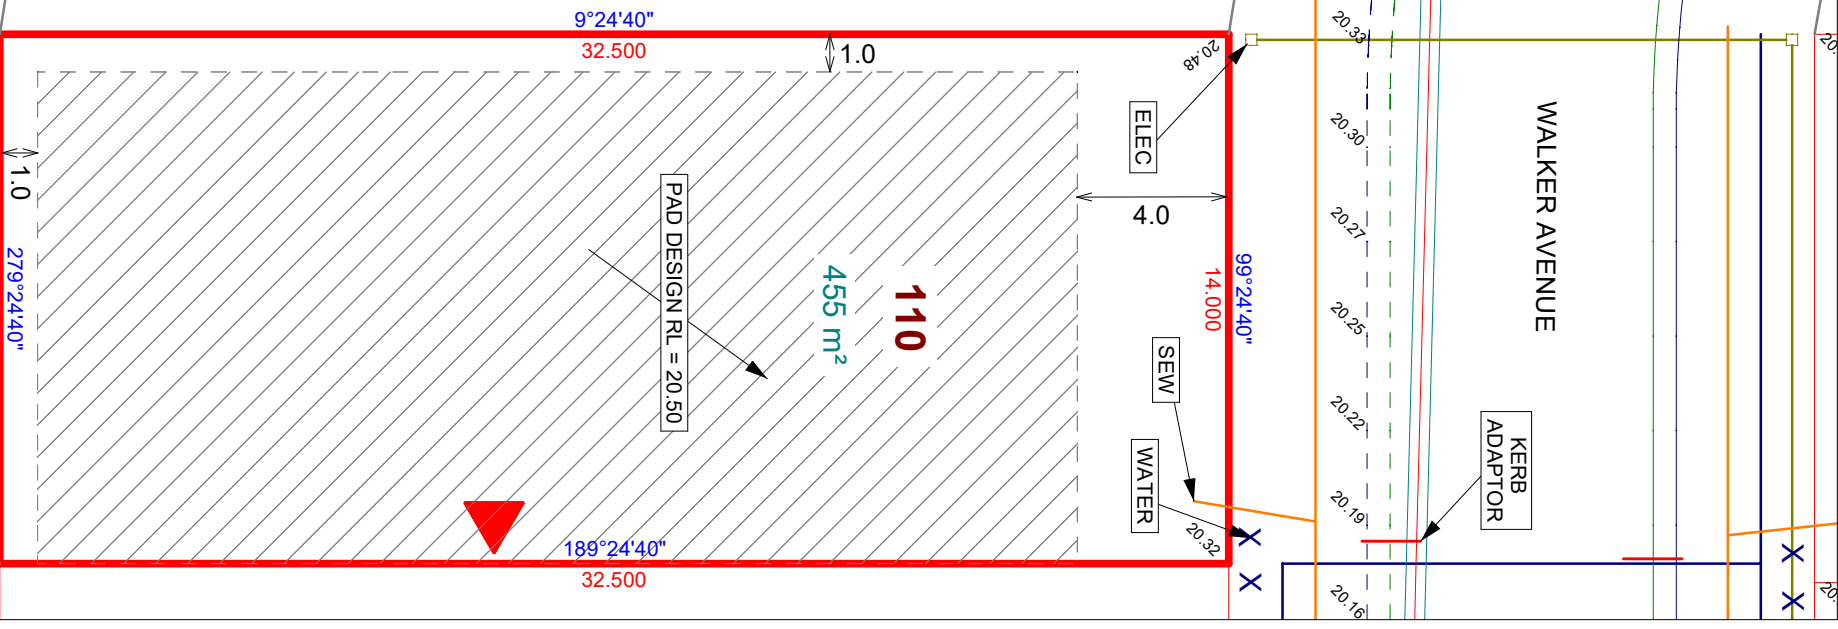 9°24'40"
32.500
1.0
1.0
279°24'40"
PAD DESIGN RL = 20.50
455 m²
110
189°24'40"
32.500
4.0
ELEC
20.48
99°24'40"
14.000
SEW
WATER
20.32
X
X
20.33
20.30
20.27
20.25
20.22
20.19
20.16
WALKER AVENUE
KERB
ADAPTOR
X
X
20.
20.